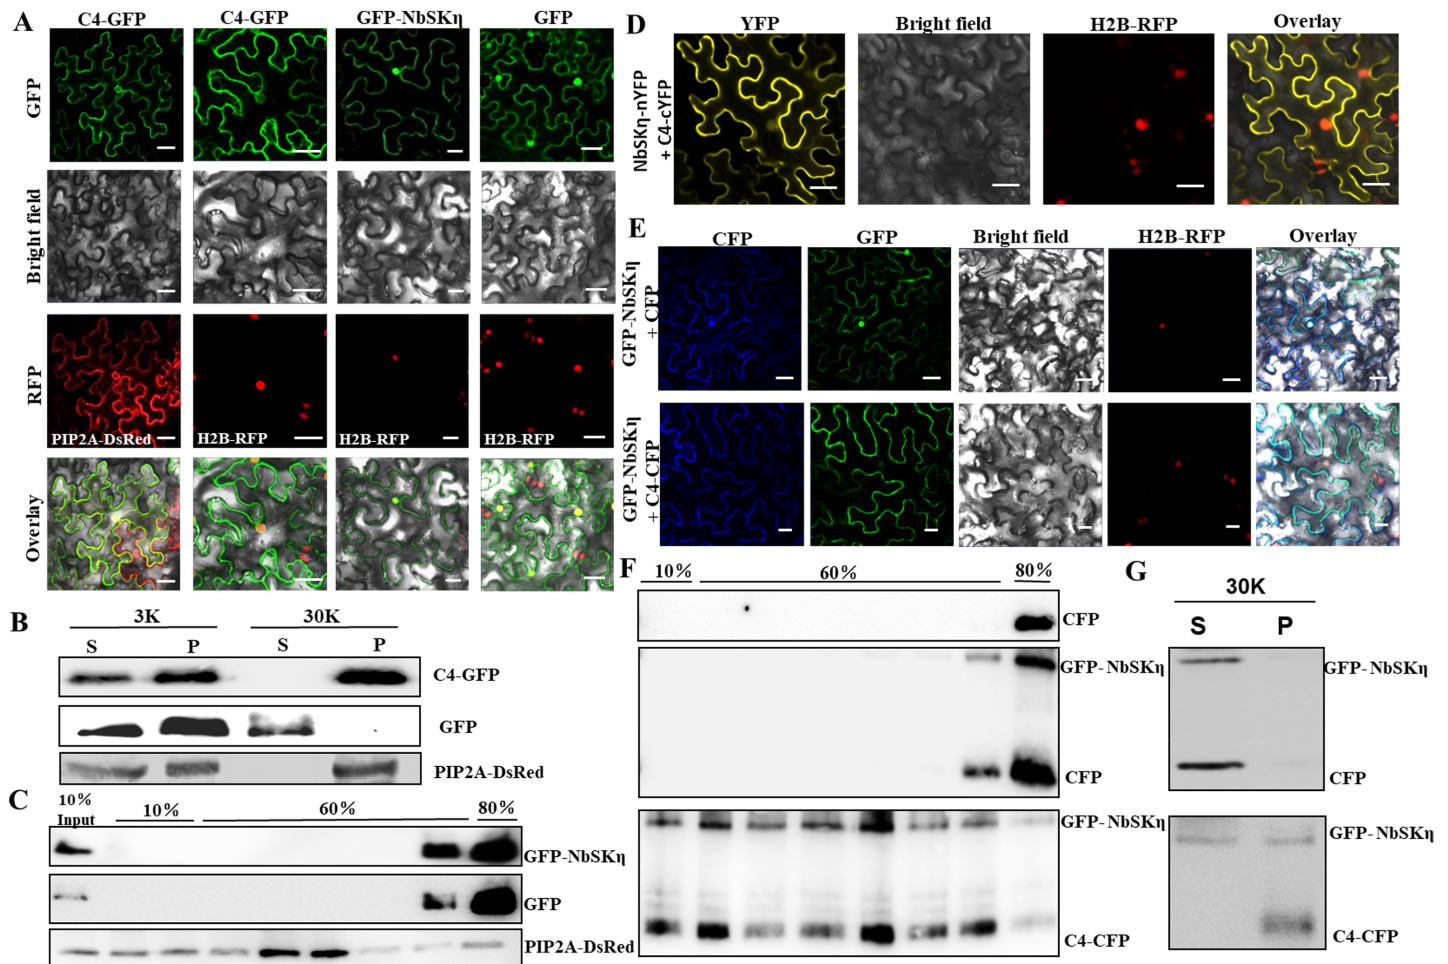 A
C4-GFP C4-GFP GFP-NbSKη GFP
GFP
Bright field
RFP
PIP2A-DsRed H2B-RFP H2B-RFP H2B-RFP
Overlay
B
3K 30K
S P S P
C4-GFP
GFP
PIP2A-DsRed
C
10% Input 10% 60% 80%
GFP-NbSKη
GFP
PIP2A-DsRed
D
YFP Bright field H2B-RFP Overlay
NbSKη-nYFP
+ C4-cYFP
E
CFP GFP Bright field H2B-RFP Overlay
GFP-NbSKη
+ CFP
GFP-NbSKη
+ C4-CFP
F
10% 60% 80%
CFP
GFP-NbSKη
CFP
GFP-NbSKη
C4-CFP
G
30K
S P
GFP-NbSKη
CFP
GFP-NbSKη
C4-CFP